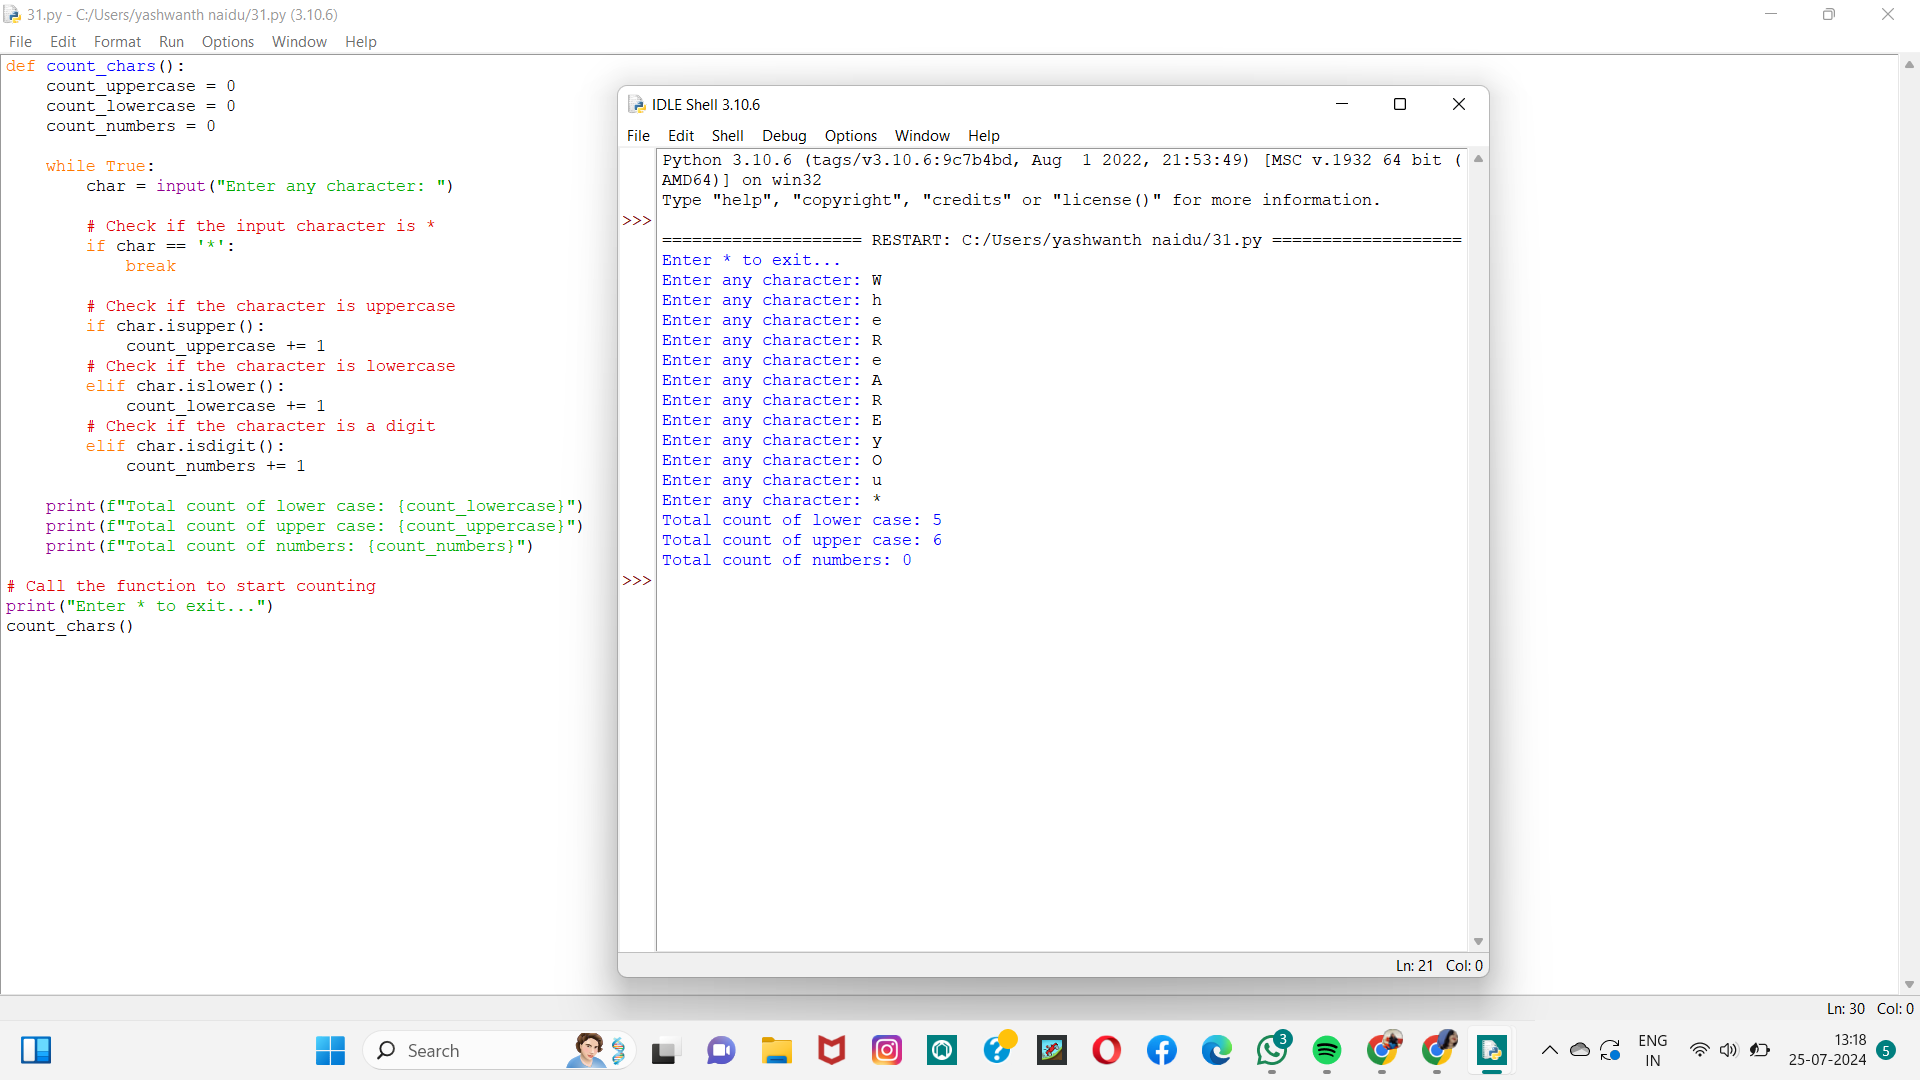 31.py - C:/Users/yashwanth naidu/31.py (3.10.6)
File Edit Format Run Options Window Help
def count_chars():
    count_uppercase = 0
    count_lowercase = 0
    count_numbers = 0
    while True:
        char = input("Enter any character: ")
        # Check if the input character is *
        if char == '*':
            break
        # Check if the character is uppercase
        if char.isupper():
            count_uppercase += 1
        # Check if the character is lowercase
        elif char.islower():
            count_lowercase += 1
        # Check if the character is a digit
        elif char.isdigit():
            count_numbers += 1
    print(f"Total count of lower case: {count_lowercase}")
    print(f"Total count of upper case: {count_uppercase}")
    print(f"Total count of numbers: {count_numbers}")
# Call the function to start counting
print("Enter * to exit...")
count_chars()
IDLE Shell 3.10.6
File Edit Shell Debug Options Window Help
Python 3.10.6 (tags/v3.10.6:9c7b4bd, Aug  1 2022, 21:53:49) [MSC v.1932 64 bit (
AMD64)] on win32
Type "help", "copyright", "credits" or "license()" for more information.
>>>
==================== RESTART: C:/Users/yashwanth naidu/31.py ===================
Enter * to exit...
Enter any character: W
Enter any character: h
Enter any character: e
Enter any character: R
Enter any character: e
Enter any character: A
Enter any character: R
Enter any character: E
Enter any character: y
Enter any character: O
Enter any character: u
Enter any character: *
Total count of lower case: 5
Total count of upper case: 6
Total count of numbers: 0
>>>
Ln: 21 Col: 0
Ln: 30 Col: 0
Search
3
ENG
IN
13:18
25-07-2024
5